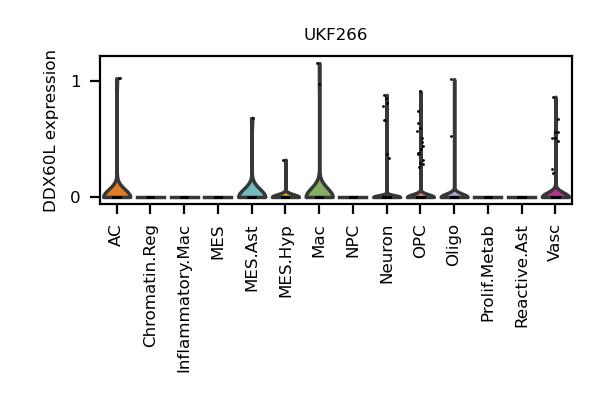 UKF266
DDX60L expression
1
0
AC
Chromatin.Reg
Inflammatory.Mac
MES
MES.Ast
MES.Hyp
Mac
NPC
Neuron
OPC
Oligo
Prolif.Metab
Reactive.Ast
Vasc